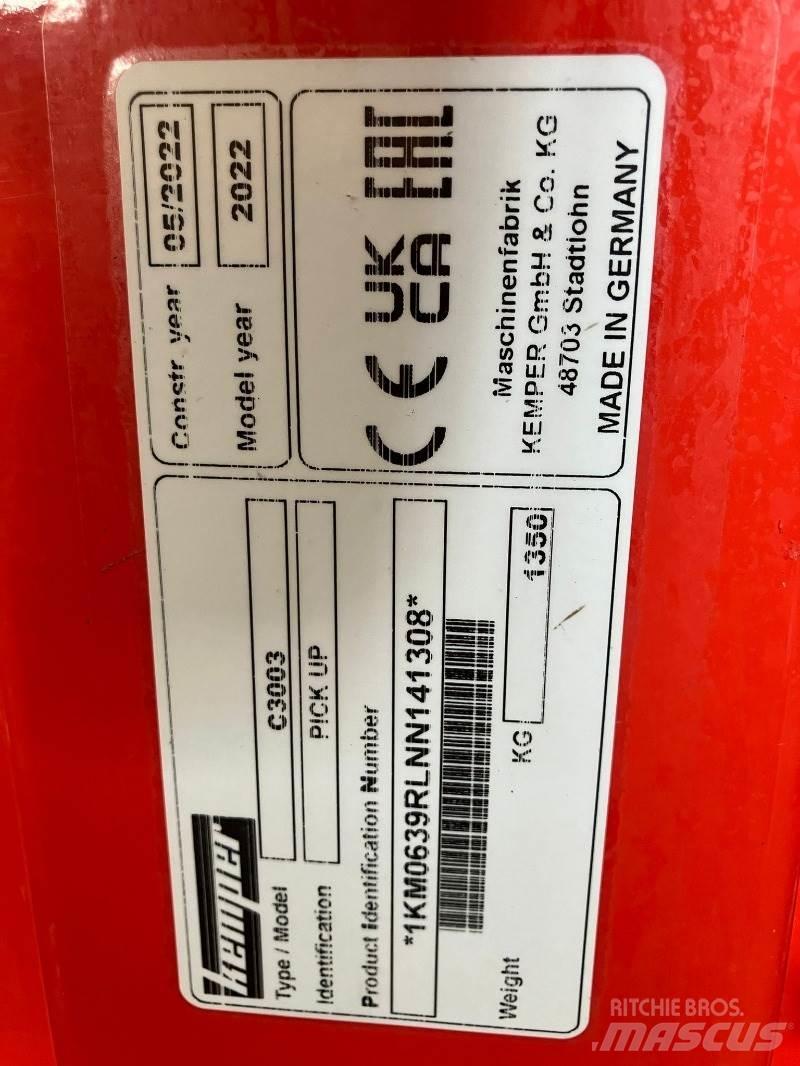 kemper
Type / Model C3003
Identification PICK UP
Product Identification Number
*1KM0639RLNN141308*
Weight KG 1350
Constr. year 05/2022
Model year 2022
CE UK CA EAC
Maschinenfabrik
KEMPER GmbH & Co. KG
48703 Stadtlohn
MADE IN GERMANY
RITCHIE BROS.
MASCUS